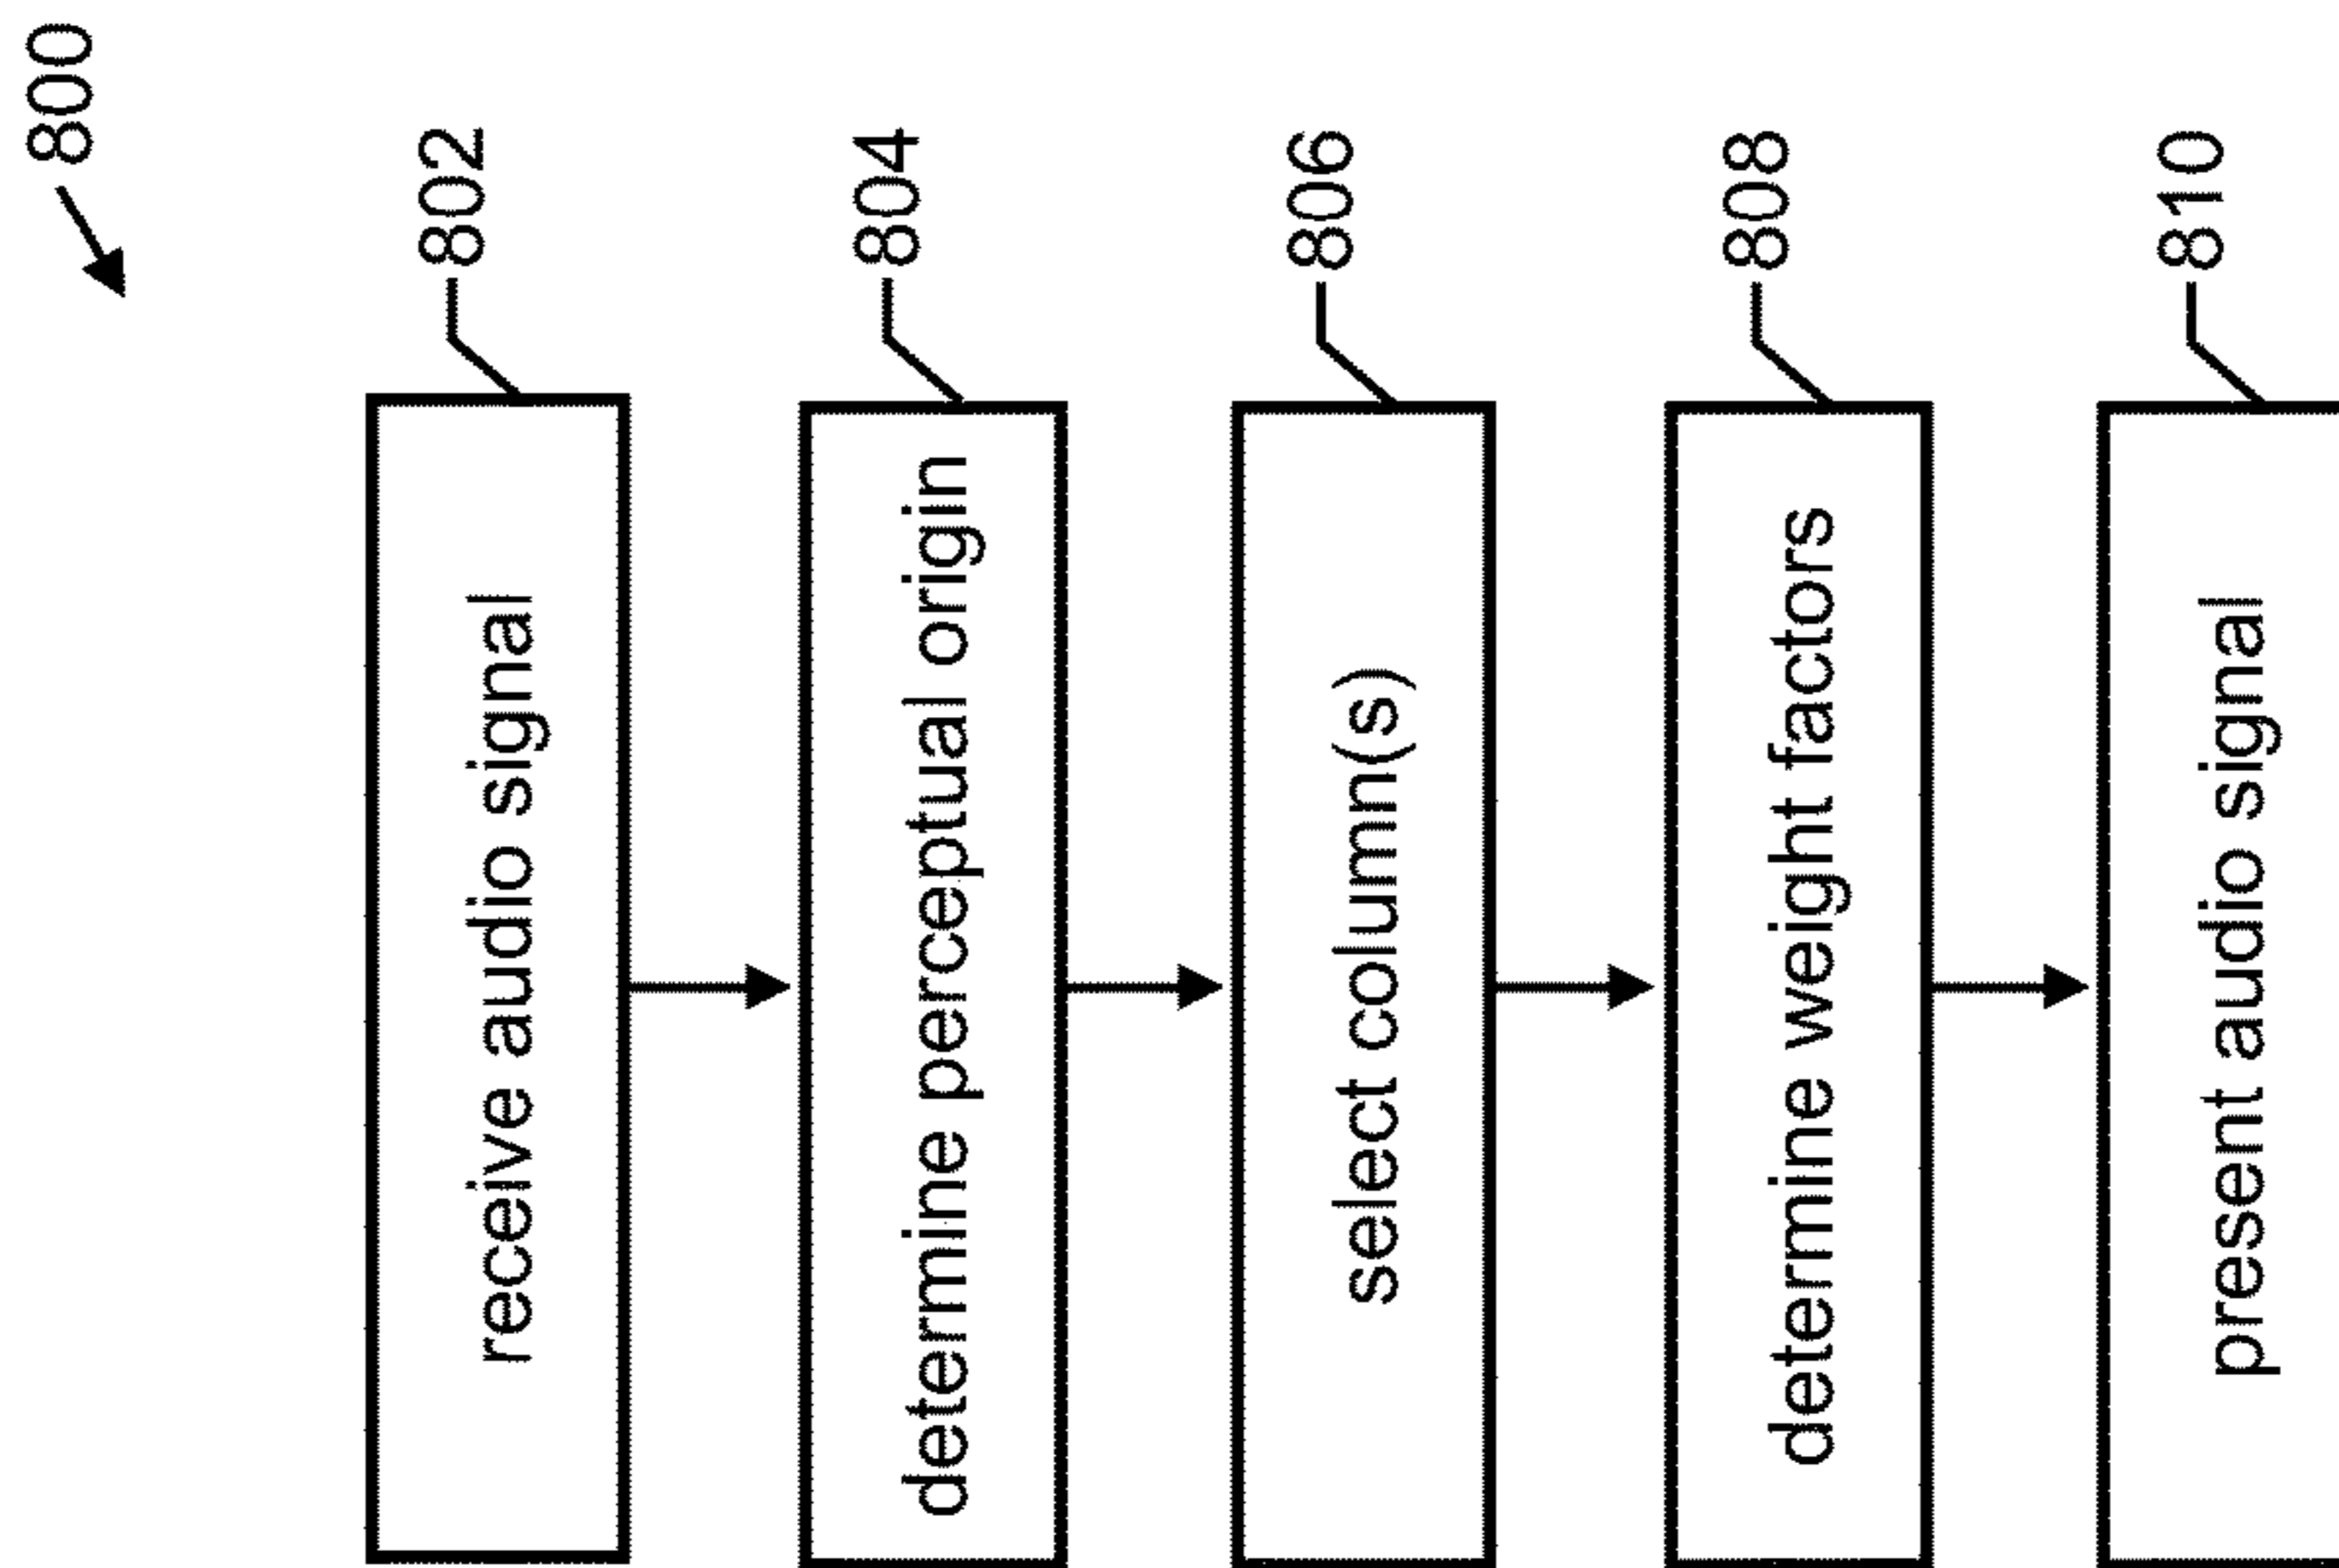 800
802
receive audio signal
804
determine perceptual origin
806
select column(s)
808
determine weight factors
810
present audio signal